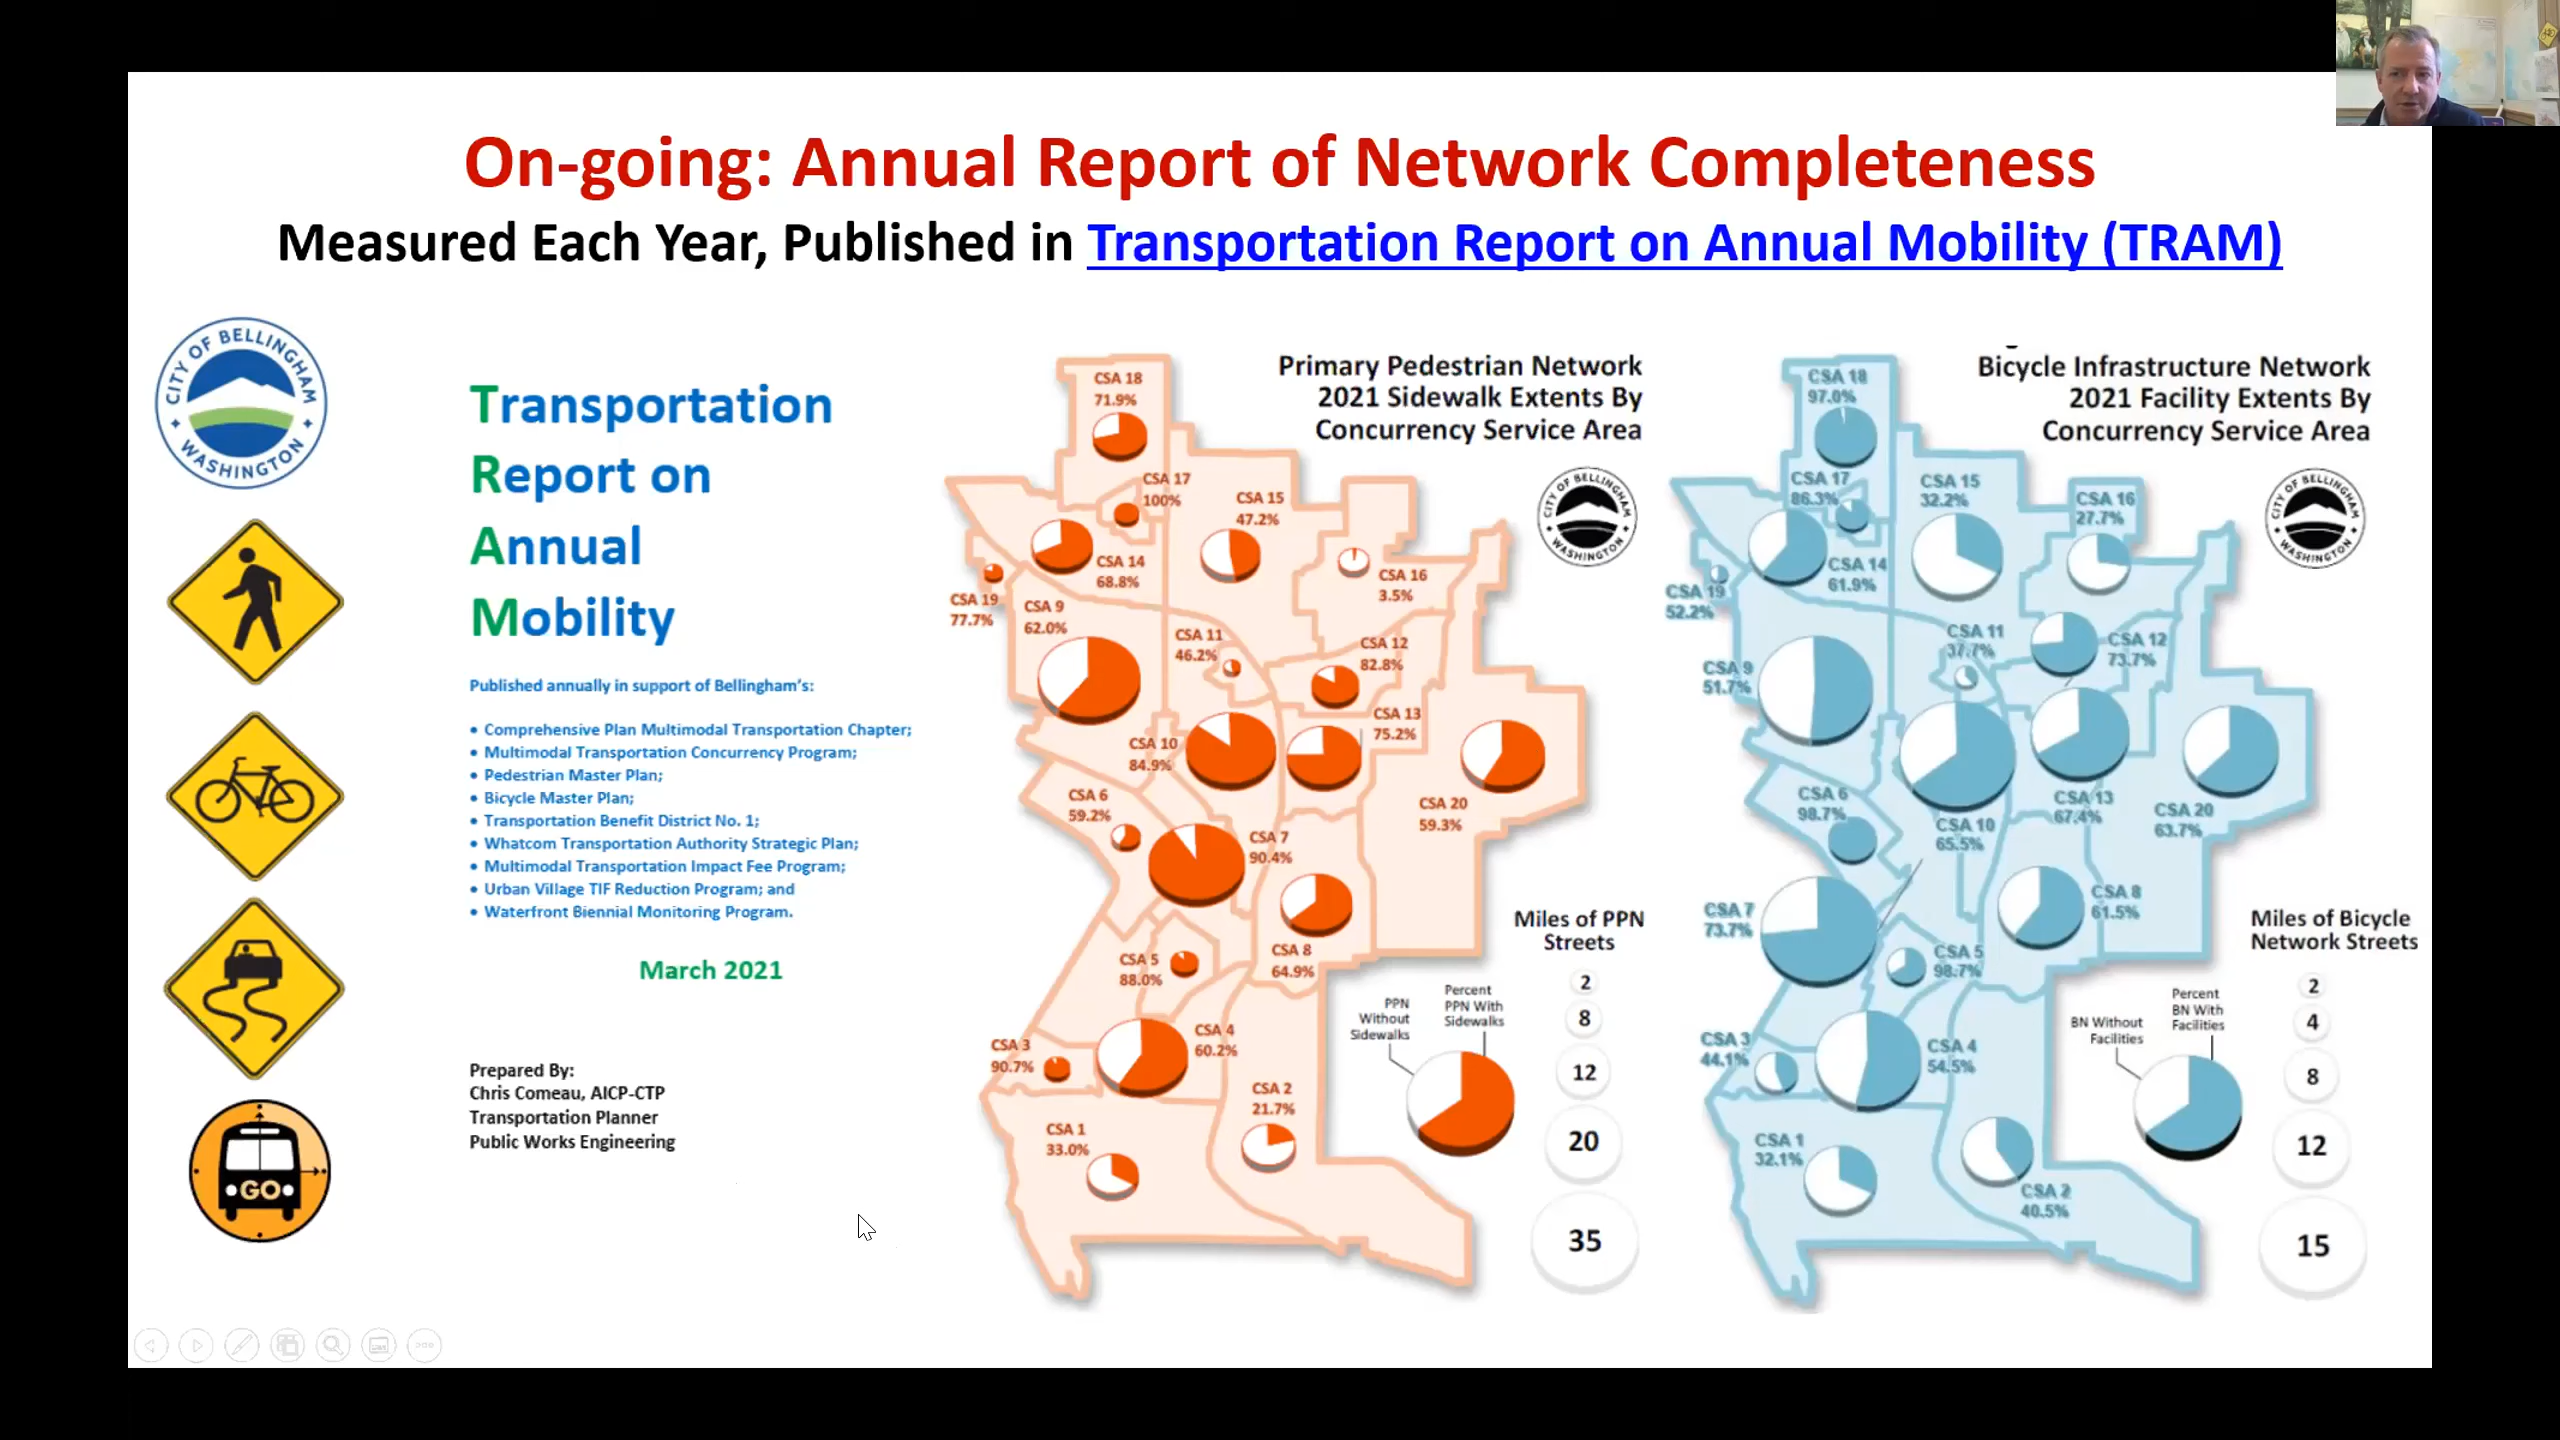 On-going: Annual Report of Network Completeness
Measured Each Year, Published in Transportation Report on Annual Mobility (TRAM)
CITY OF BELLINGHAM
WASHINGTON
GO
Transportation
Report on
Annual
Mobility
Published annually in support of Bellingham's:
• Comprehensive Plan Multimodal Transportation Chapter;
• Multimodal Transportation Concurrency Program;
• Pedestrian Master Plan;
• Bicycle Master Plan;
• Transportation Benefit District No. 1;
• Whatcom Transportation Authority Strategic Plan;
• Multimodal Transportation Impact Fee Program;
• Urban Village TIF Reduction Program; and
• Waterfront Biennial Monitoring Program.
March 2021
Prepared By:
Chris Comeau, AICP-CTP
Transportation Planner
Public Works Engineering
Primary Pedestrian Network
2021 Sidewalk Extents By
Concurrency Service Area
CITY OF BELLINGHAM
WASHINGTON
CSA 18
71.9%
CSA 17
100%
CSA 15
47.2%
CSA 14
68.8%
CSA 16
3.5%
CSA 19
77.7%
CSA 9
62.0%
CSA 11
46.2%
CSA 12
82.8%
CSA 13
75.2%
CSA 10
84.9%
CSA 6
59.2%
CSA 20
59.3%
CSA 7
90.4%
CSA 8
64.9%
CSA 5
88.0%
CSA 4
60.2%
CSA 3
90.7%
CSA 2
21.7%
CSA 1
33.0%
Miles of PPN
Streets
2
8
12
20
35
PPN
Without
Sidewalks
Percent
PPN With
Sidewalks
Bicycle Infrastructure Network
2021 Facility Extents By
Concurrency Service Area
CITY OF BELLINGHAM
WASHINGTON
CSA 18
97.0%
CSA 17
86.3%
CSA 15
32.2%
CSA 16
27.7%
CSA 14
61.9%
CSA 19
52.2%
CSA 11
37.7%
CSA 12
73.7%
CSA 9
51.7%
CSA 6
98.7%
CSA 13
67.4%
CSA 20
63.7%
CSA 10
65.5%
CSA 8
61.5%
CSA 7
73.7%
CSA 5
98.7%
CSA 3
44.1%
CSA 4
54.5%
CSA 1
32.1%
CSA 2
40.5%
Miles of Bicycle
Network Streets
2
4
8
12
15
BN Without
Facilities
Percent
BN With
Facilities